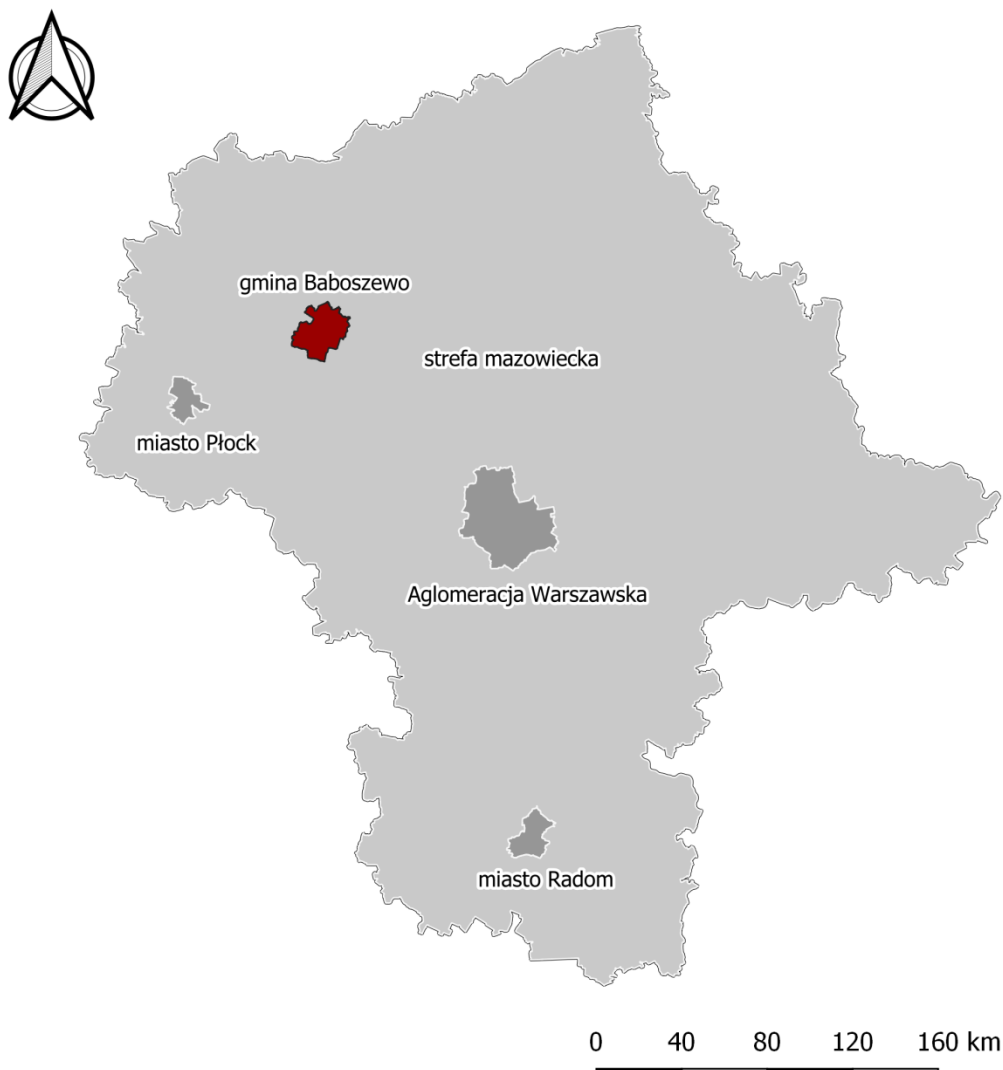 gmina Baboszewo
strefa mazowiecka
miasto Płock
Aglomeracja Warszawska
miasto Radom
0 40 80 120 160 km